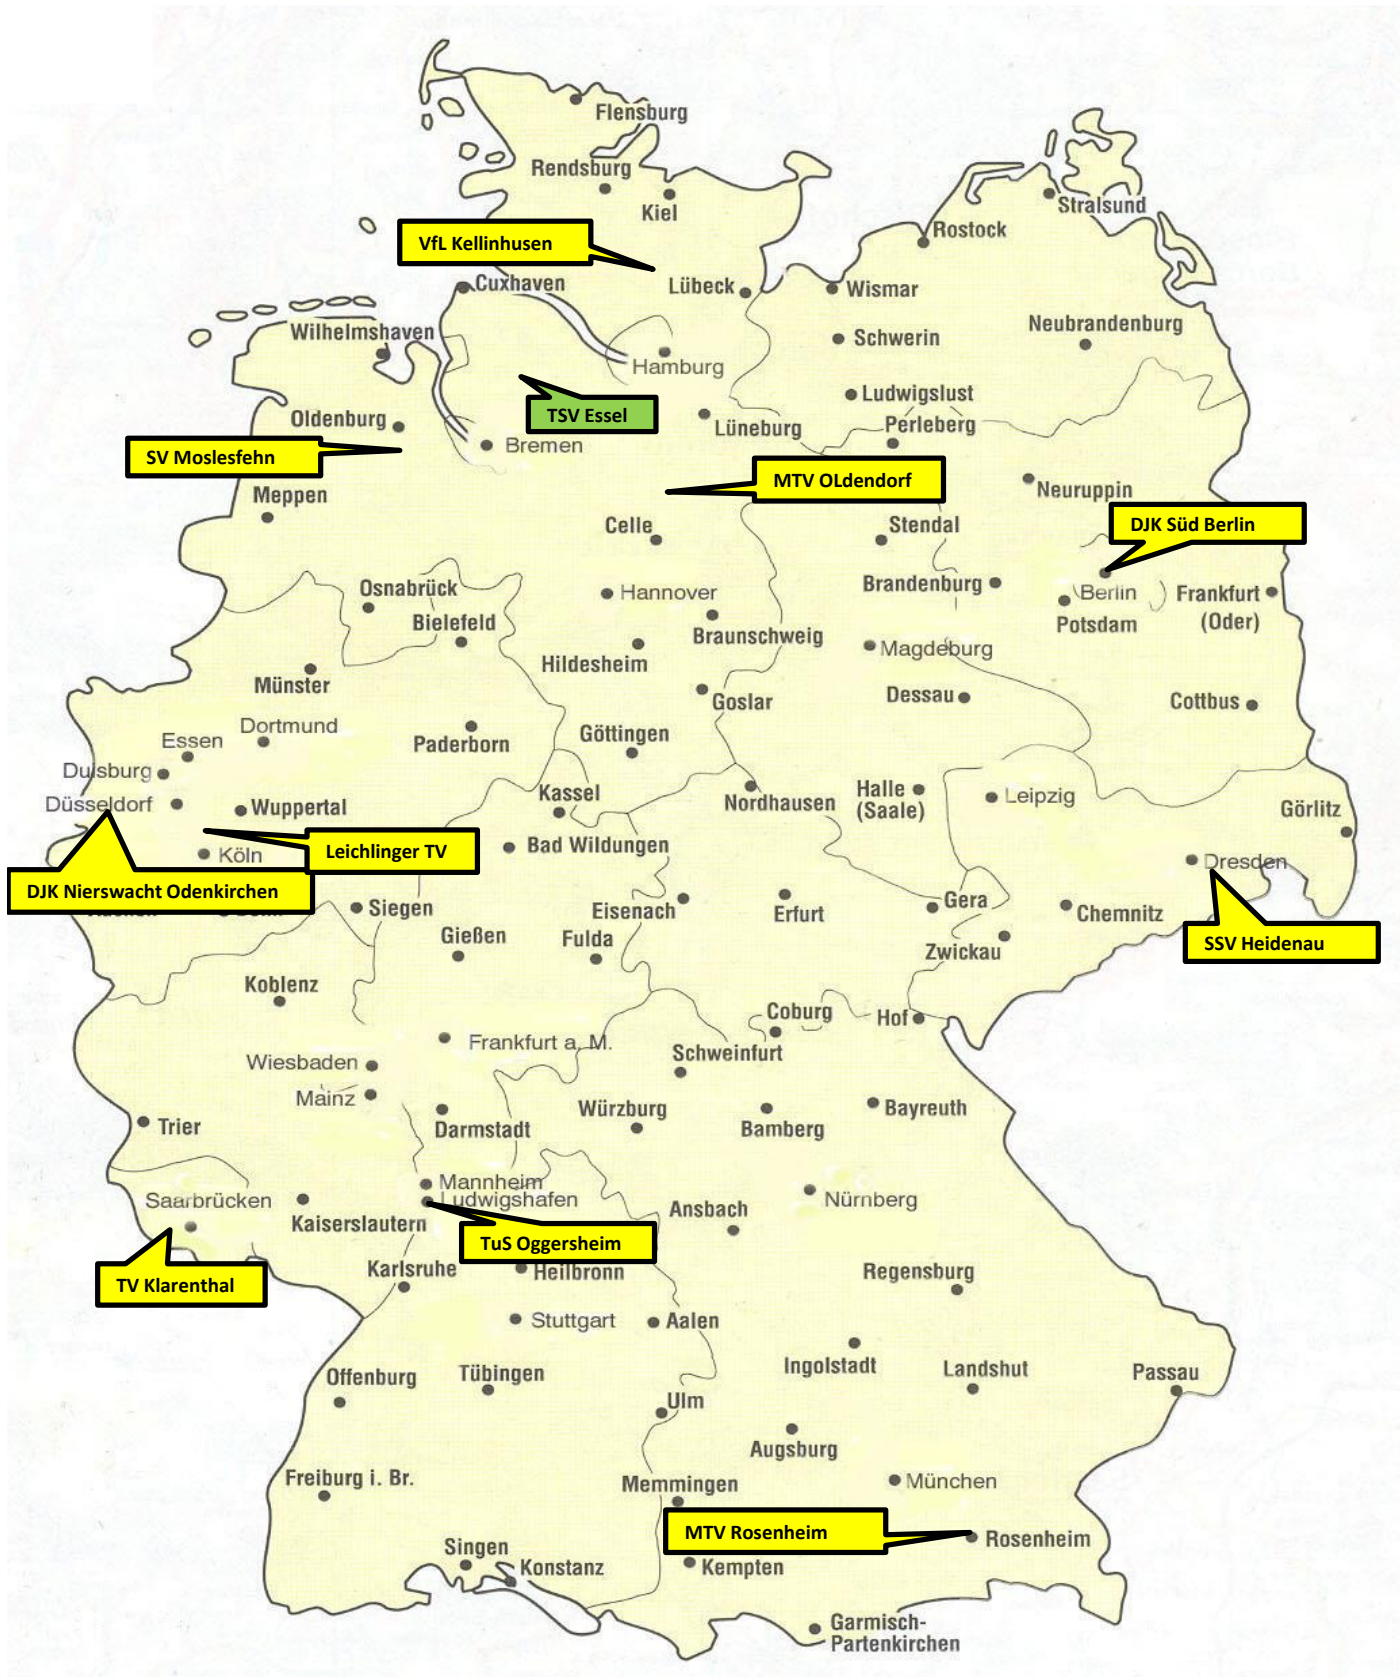 Flensburg
Rendsburg
Kiel
Stralsund
Rostock
VfL Kellinhusen
Cuxhaven
Lübeck
Wismar
Wilhelmshaven
Schwerin
Neubrandenburg
Hamburg
Ludwigslust
TSV Essel
Oldenburg
Lüneburg
Perleberg
Bremen
SV Moslesfehn
MTV OLdendorf
Meppen
Neuruppin
Celle
Stendal
DJK Süd Berlin
Osnabrück
Hannover
Brandenburg
Berlin
Frankfurt
(Oder)
Bielefeld
Braunschweig
Potsdam
Hildesheim
Magdeburg
Münster
Goslar
Dessau
Cottbus
Dortmund
Essen
Paderborn
Göttingen
Duisburg
Düsseldorf
Wuppertal
Kassel
Nordhausen
Halle
(Saale)
Leipzig
Görlitz
Köln
Leichlinger TV
Bad Wildungen
Dresden
DJK Nierswacht Odenkirchen
Siegen
Eisenach
Erfurt
Gera
Chemnitz
Gießen
Fulda
Zwickau
SSV Heidenau
Koblenz
Coburg
Hof
Frankfurt a. M.
Schweinfurt
Wiesbaden
Mainz
Würzburg
Bayreuth
Trier
Darmstadt
Bamberg
Mannheim
Saarbrücken
Ludwigshafen
Nürnberg
Kaiserslautern
Ansbach
TuS Oggersheim
TV Klarenthal
Karlsruhe
Heilbronn
Regensburg
Stuttgart
Aalen
Offenburg
Tübingen
Ingolstadt
Landshut
Passau
Ulm
Augsburg
Freiburg i. Br.
Memmingen
München
MTV Rosenheim
Rosenheim
Singen
Konstanz
Kempten
Garmisch-
Partenkirchen